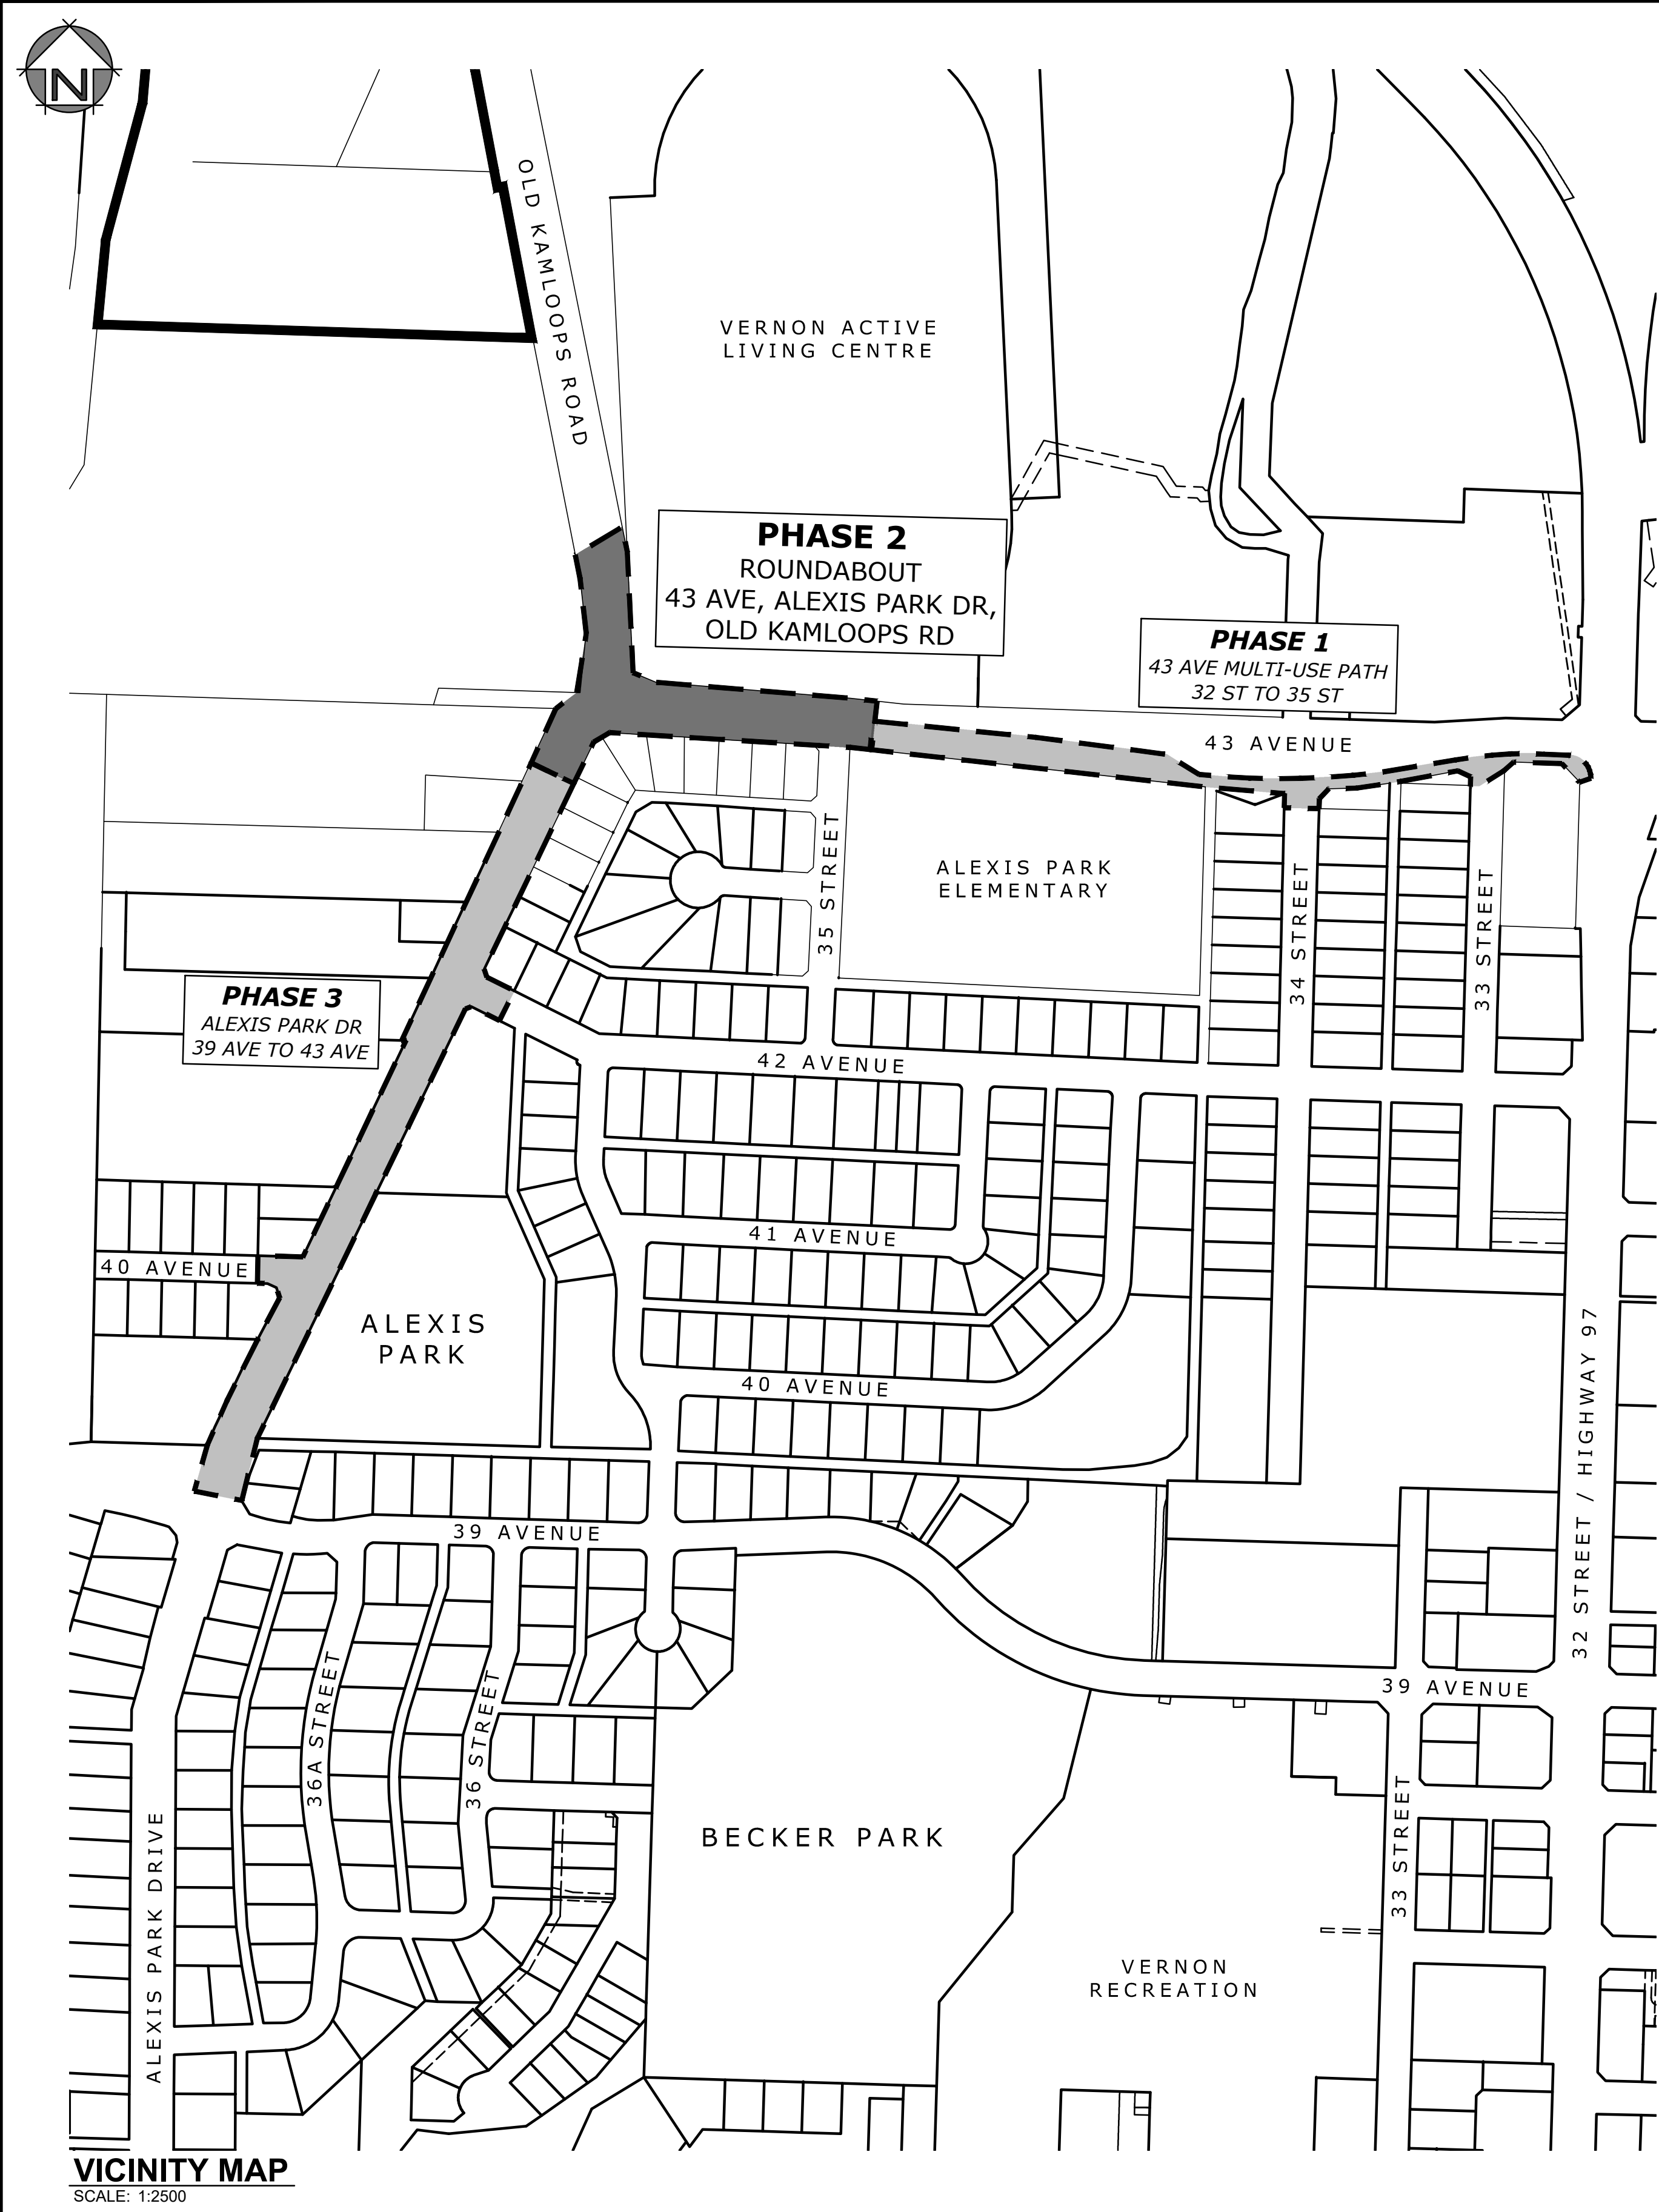 N
OLD KAMLOOPS ROAD
VERNON ACTIVE
LIVING CENTRE
PHASE 2
ROUNDABOUT
43 AVE, ALEXIS PARK DR,
OLD KAMLOOPS RD
PHASE 1
43 AVE MULTI-USE PATH
32 ST TO 35 ST
43 AVENUE
35 STREET
ALEXIS PARK
ELEMENTARY
34 STREET
33 STREET
PHASE 3
ALEXIS PARK DR
39 AVE TO 43 AVE
42 AVENUE
41 AVENUE
40 AVENUE
ALEXIS
PARK
40 AVENUE
32 STREET / HIGHWAY 97
39 AVENUE
39 AVENUE
36A STREET
36 STREET
ALEXIS PARK DRIVE
BECKER PARK
33 STREET
VERNON
RECREATION
VICINITY MAP
SCALE: 1:2500